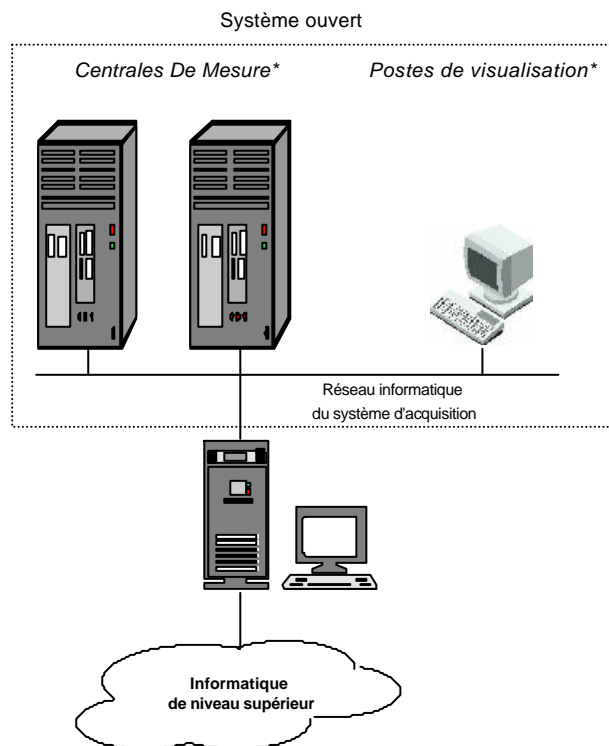 Système ouvert
Centrales De Mesure*
Postes de visualisation*
Réseau informatique
du système d'acquisition
Informatique
de niveau supérieur